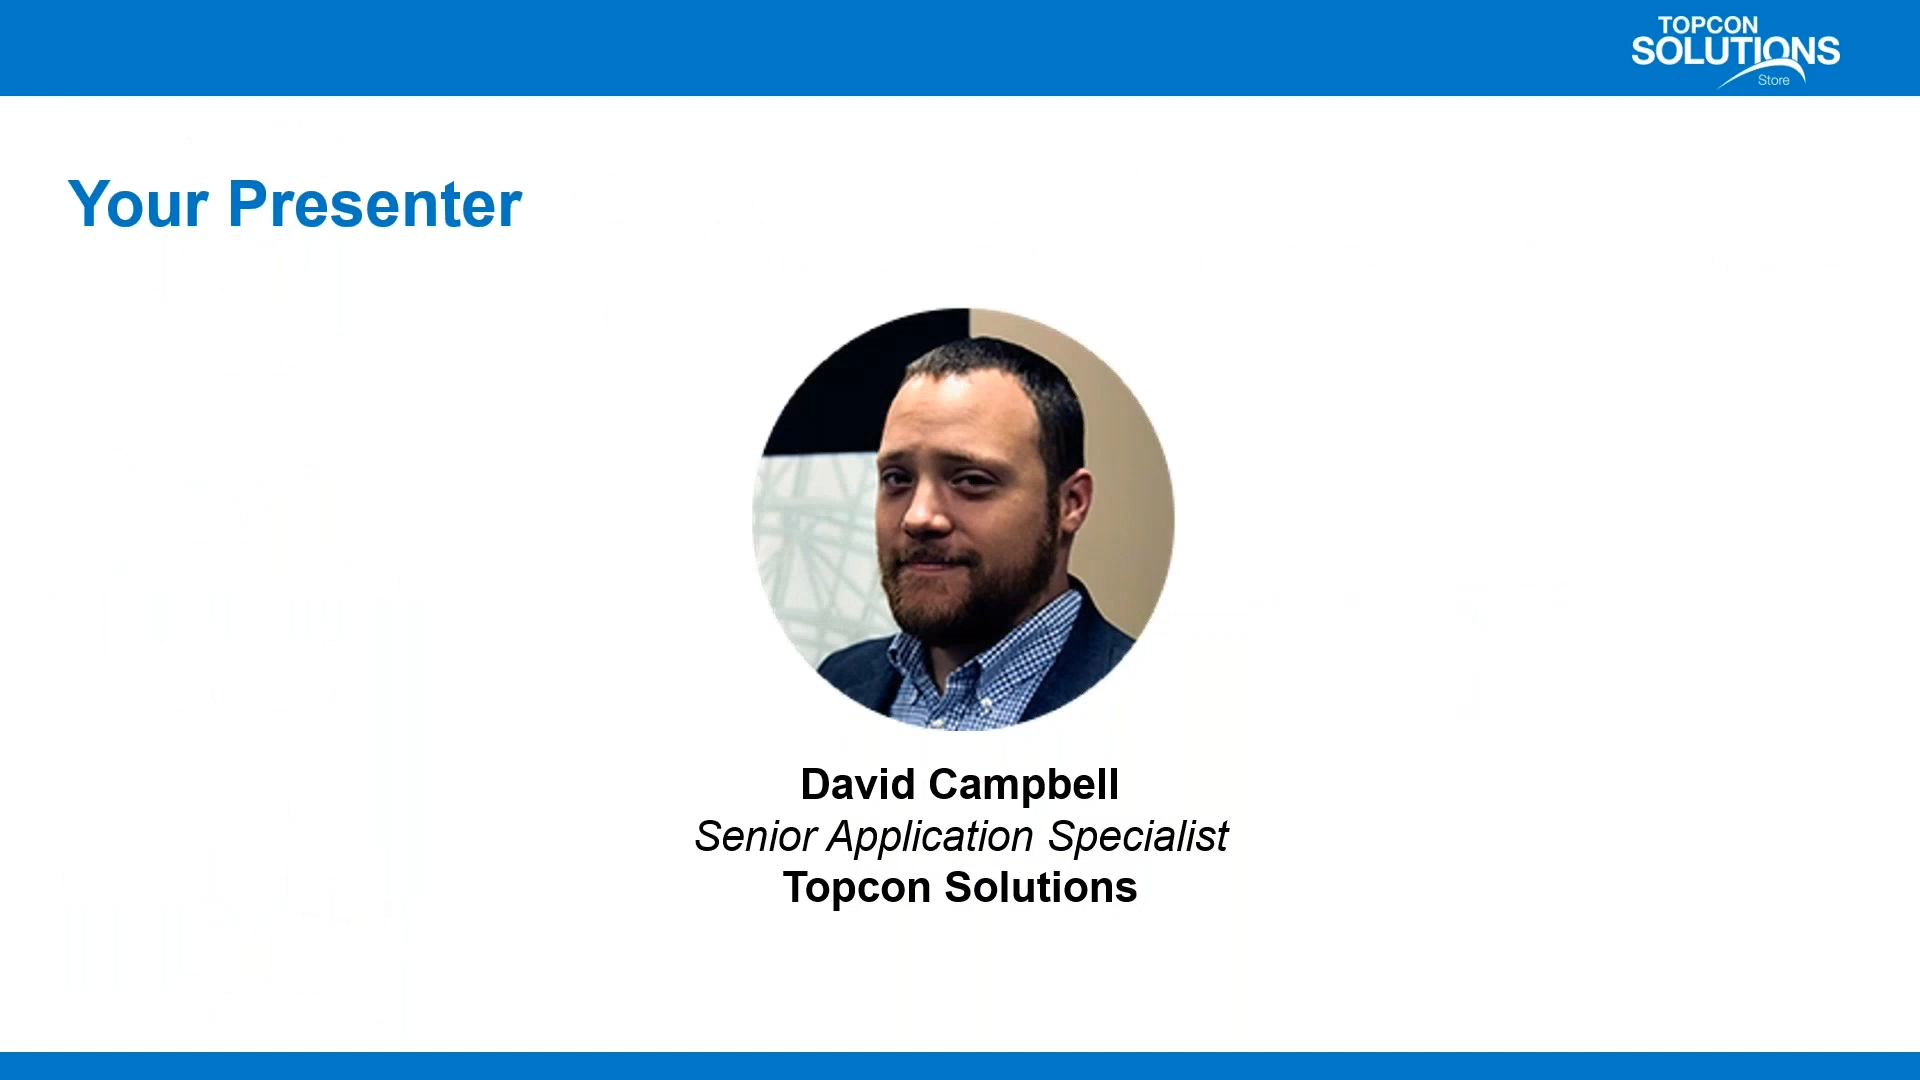 TOPCON
SOLUTIONS
Store
Your Presenter
David Campbell
Senior Application Specialist
Topcon Solutions